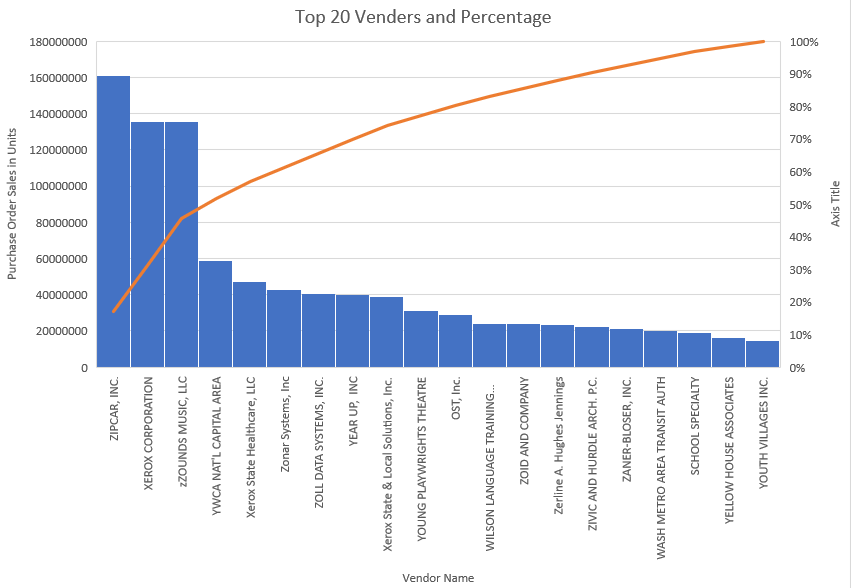 Top 20 Venders and Percentage
Purchase Order Sales in Units
180000000
160000000
140000000
120000000
100000000
80000000
60000000
40000000
20000000
0
100%
90%
80%
70%
60%
50%
40%
30%
20%
10%
0%
Axis Title
ZIPCAR, INC.
XEROX CORPORATION
zZOUNDS MUSIC, LLC
YWCA NAT'L CAPITAL AREA
Xerox State Healthcare, LLC
Zonar Systems, Inc
ZOLL DATA SYSTEMS, INC.
YEAR UP, INC
Xerox State & Local Solutions, Inc.
YOUNG PLAYWRIGHTS THEATRE
OST, Inc.
WILSON LANGUAGE TRAINING...
ZOID AND COMPANY
Zerline A. Hughes Jennings
ZIVIC AND HURDLE ARCH. P.C.
ZANER-BLOSER, INC.
WASH METRO AREA TRANSIT AUTH
SCHOOL SPECIALTY
YELLOW HOUSE ASSOCIATES
YOUTH VILLAGES INC.
Vendor Name